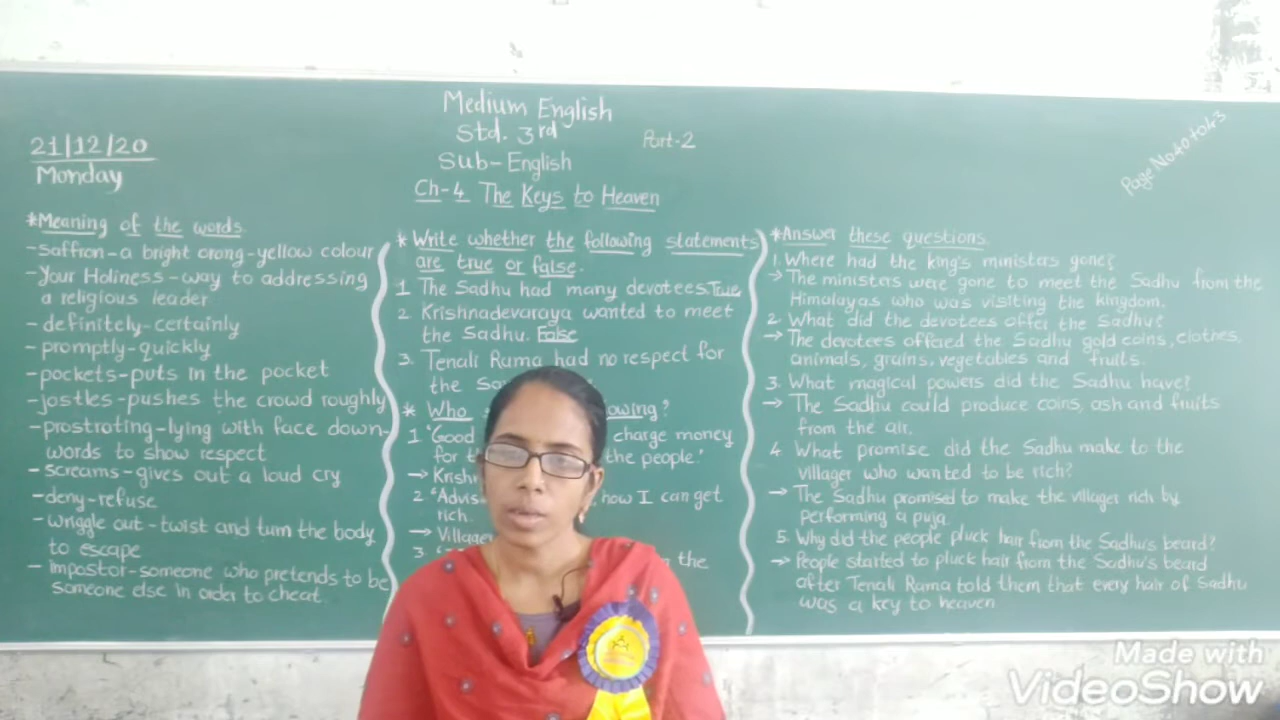 21/12/20
Monday
Medium English
Std. 3rd
Part-2
Sub-English
Ch-4 The Keys to Heaven
Page No 40 to 43
*Meaning of the words
-saffron-a bright orang-yellow colour
-Your Holiness-way to addressing
a religious leader
-definitely-certainly
-promptly-quickly
-pockets-puts in the pocket
-jostles-pushes the crowd roughly
-prostrating-lying with face down-
words to show respect
-screams-gives out a loud cry
-deny-refuse
-wriggle out-twist and turn the body
to escape
-impostor-someone who pretends to be
someone else in order to cheat
* Write whether the following statements
are true or false.
1 The Sadhu had many devotees. True
2 Krishnadevaraya wanted to meet
the Sadhu. False
3. Tenali Rama had no respect for
the
* Who
1 "Good charge money
for the people.'
→
2 "Advis how I can get
rich.
→ Villager
3 the
*Answer these questions.
1. Where had the king's ministers gone?
→ The ministers were gone to meet the Sadhu from the
Himalayas who was visiting the kingdom.
2. What did the devotees offer the Sadhu?
→ The devotees offered the Sadhu gold coins, clothes,
animals, grains, vegetables and fruits.
3. What magical powers did the Sadhu have?
→ The Sadhu could produce coins, ash and fruits
from the air.
4. What promise did the Sadhu make to the
villager who wanted to be rich?
→ The Sadhu promised to make the villager rich by
performing a puja
5. Why did the people pluck hair from the Sadhu's beard?
→ People started to pluck hair from the Sadhu's beard
after Tenali Rama told them that every hair of Sadhu
was a key to heaven
Made with
VideoShow